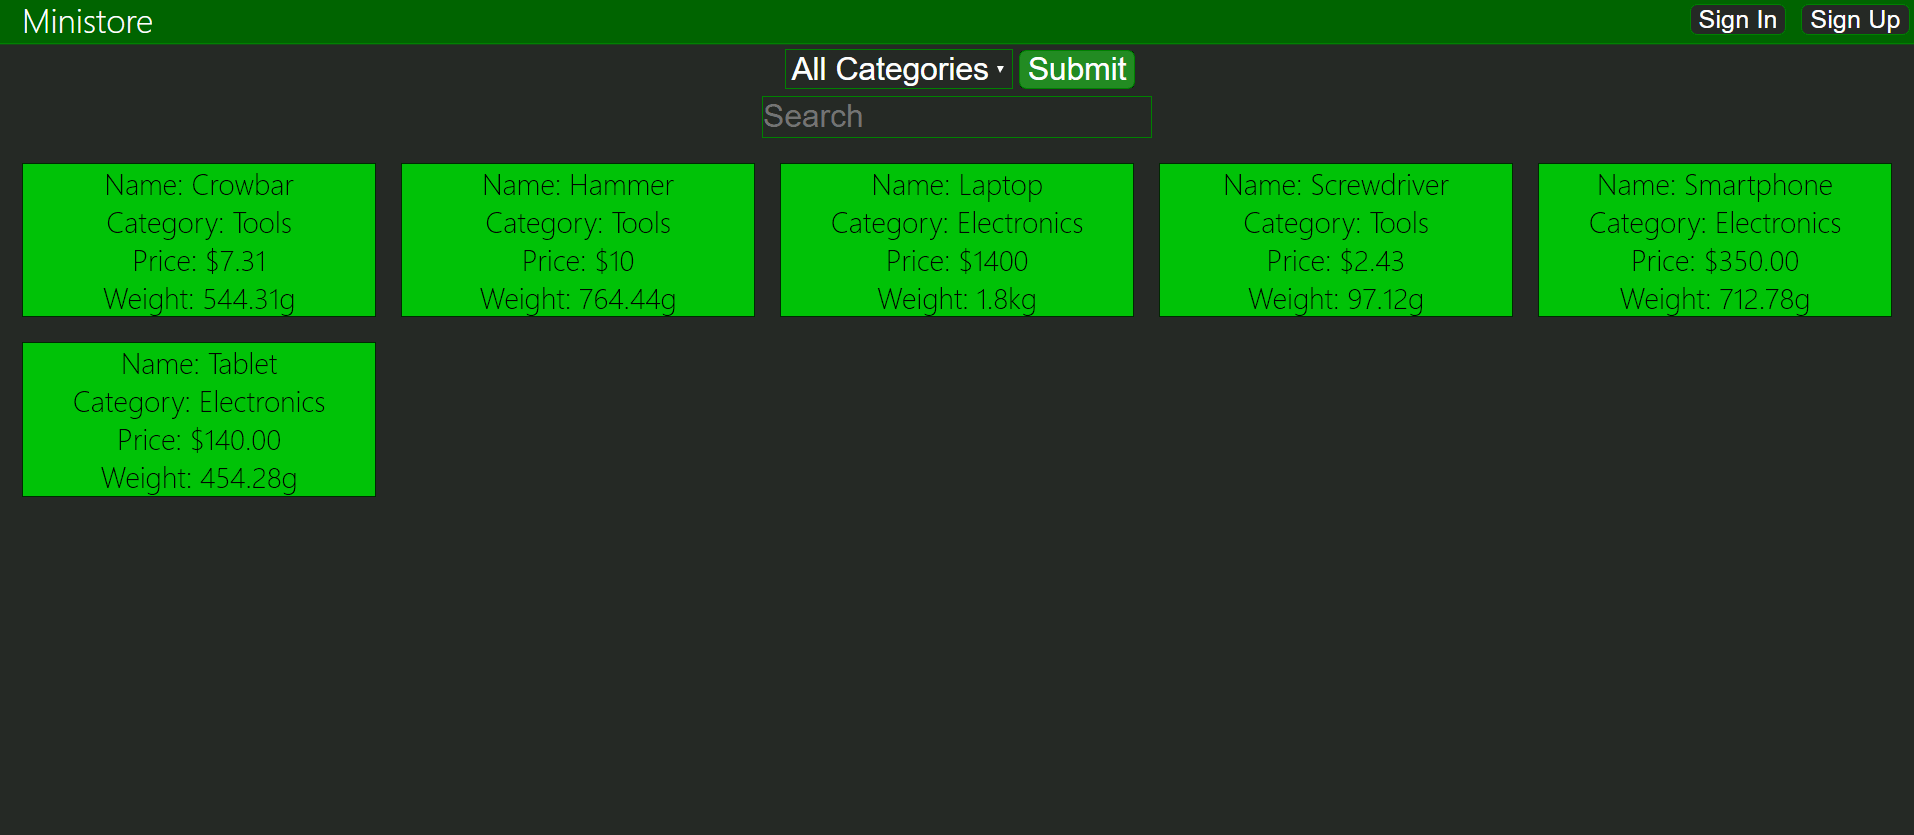 Ministore
Sign In
Sign Up
All Categories
Submit
Search
Name: Crowbar
Category: Tools
Price: $7.31
Weight: 544.31g
Name: Hammer
Category: Tools
Price: $10
Weight: 764.44g
Name: Laptop
Category: Electronics
Price: $1400
Weight: 1.8kg
Name: Screwdriver
Category: Tools
Price: $2.43
Weight: 97.12g
Name: Smartphone
Category: Electronics
Price: $350.00
Weight: 712.78g
Name: Tablet
Category: Electronics
Price: $140.00
Weight: 454.28g